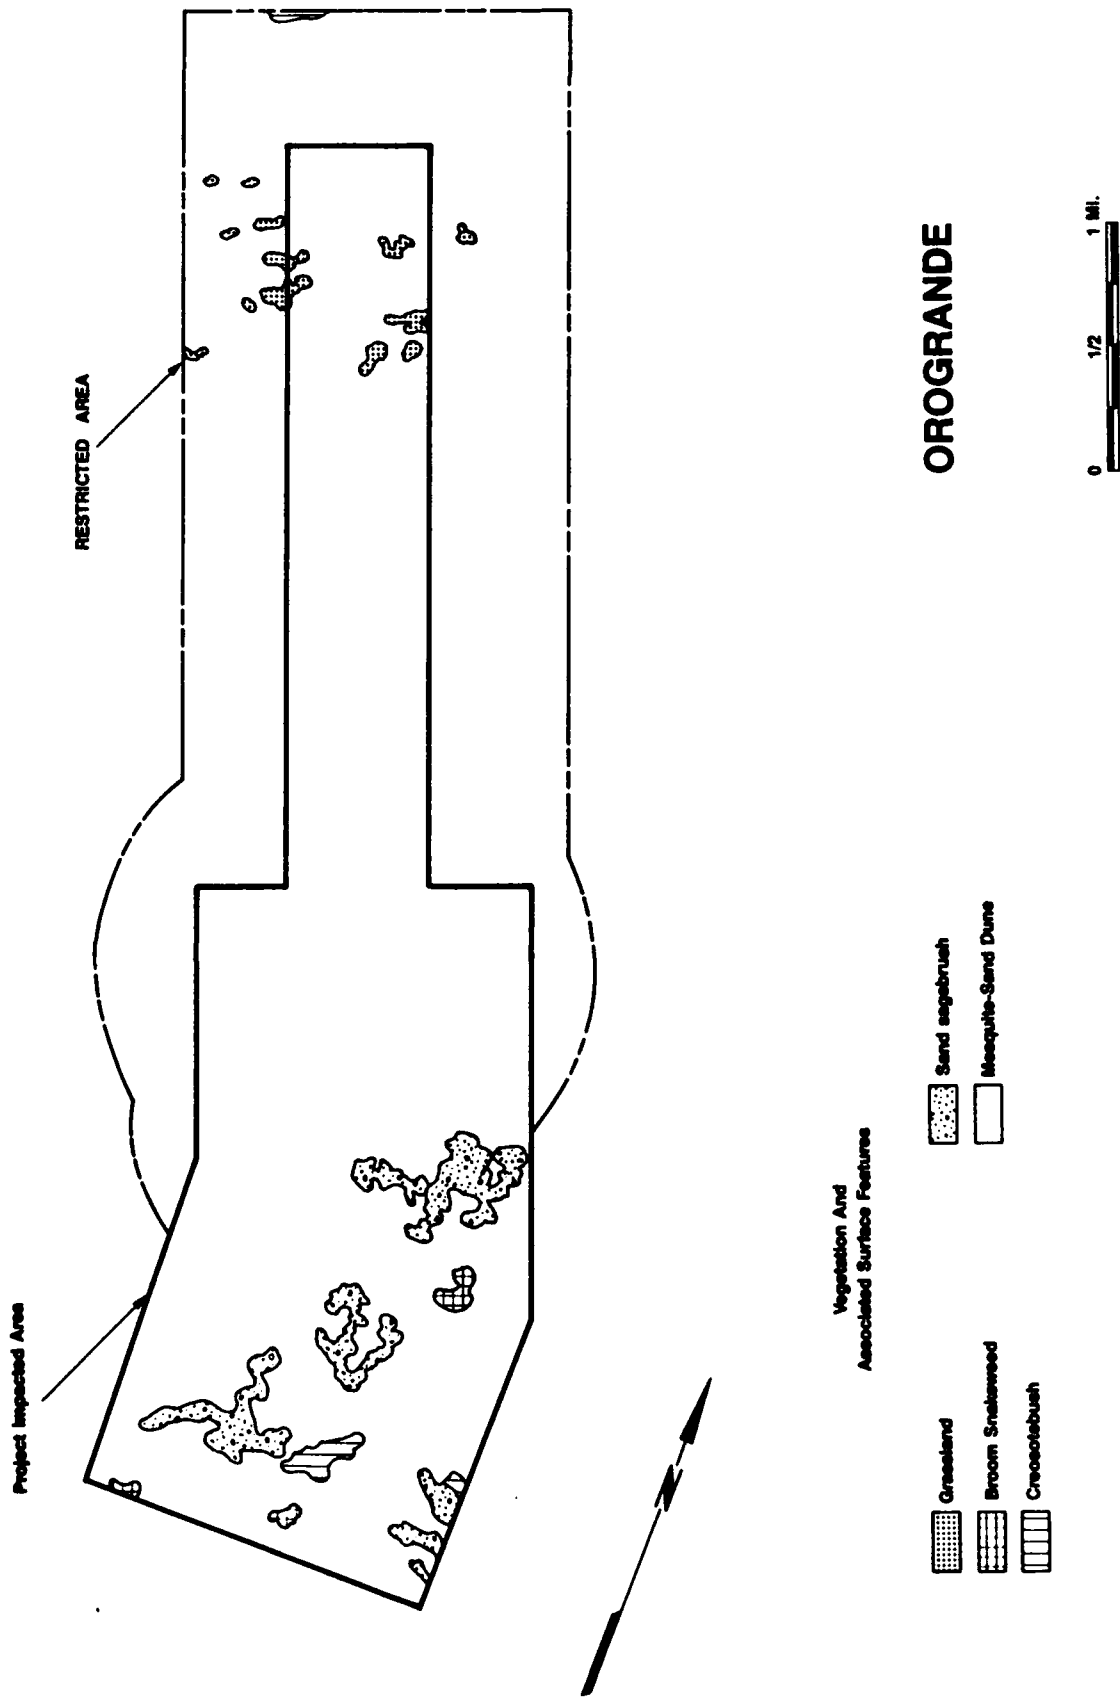 Project Impacted Area
RESTRICTED AREA
Vegetation And
Associated Surface Features
Grassland
Broom Snakeweed
Creosotebush
Sand sagebrush
Mesquite-Sand Dune
OROGRANDE
0 1/2 1 MI.
N